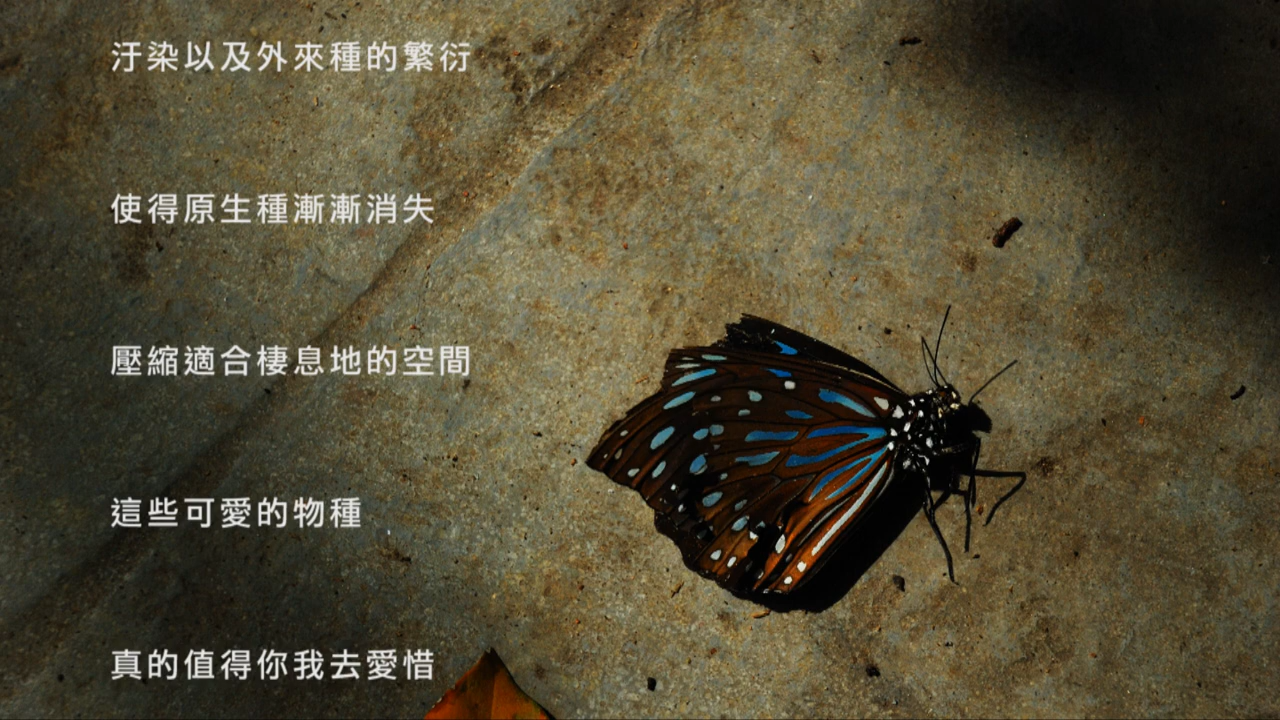 汙染以及外來種的繁衍
使得原生種漸漸消失
壓縮適合棲息地的空間
這些可愛的物種
真的值得你我去愛惜